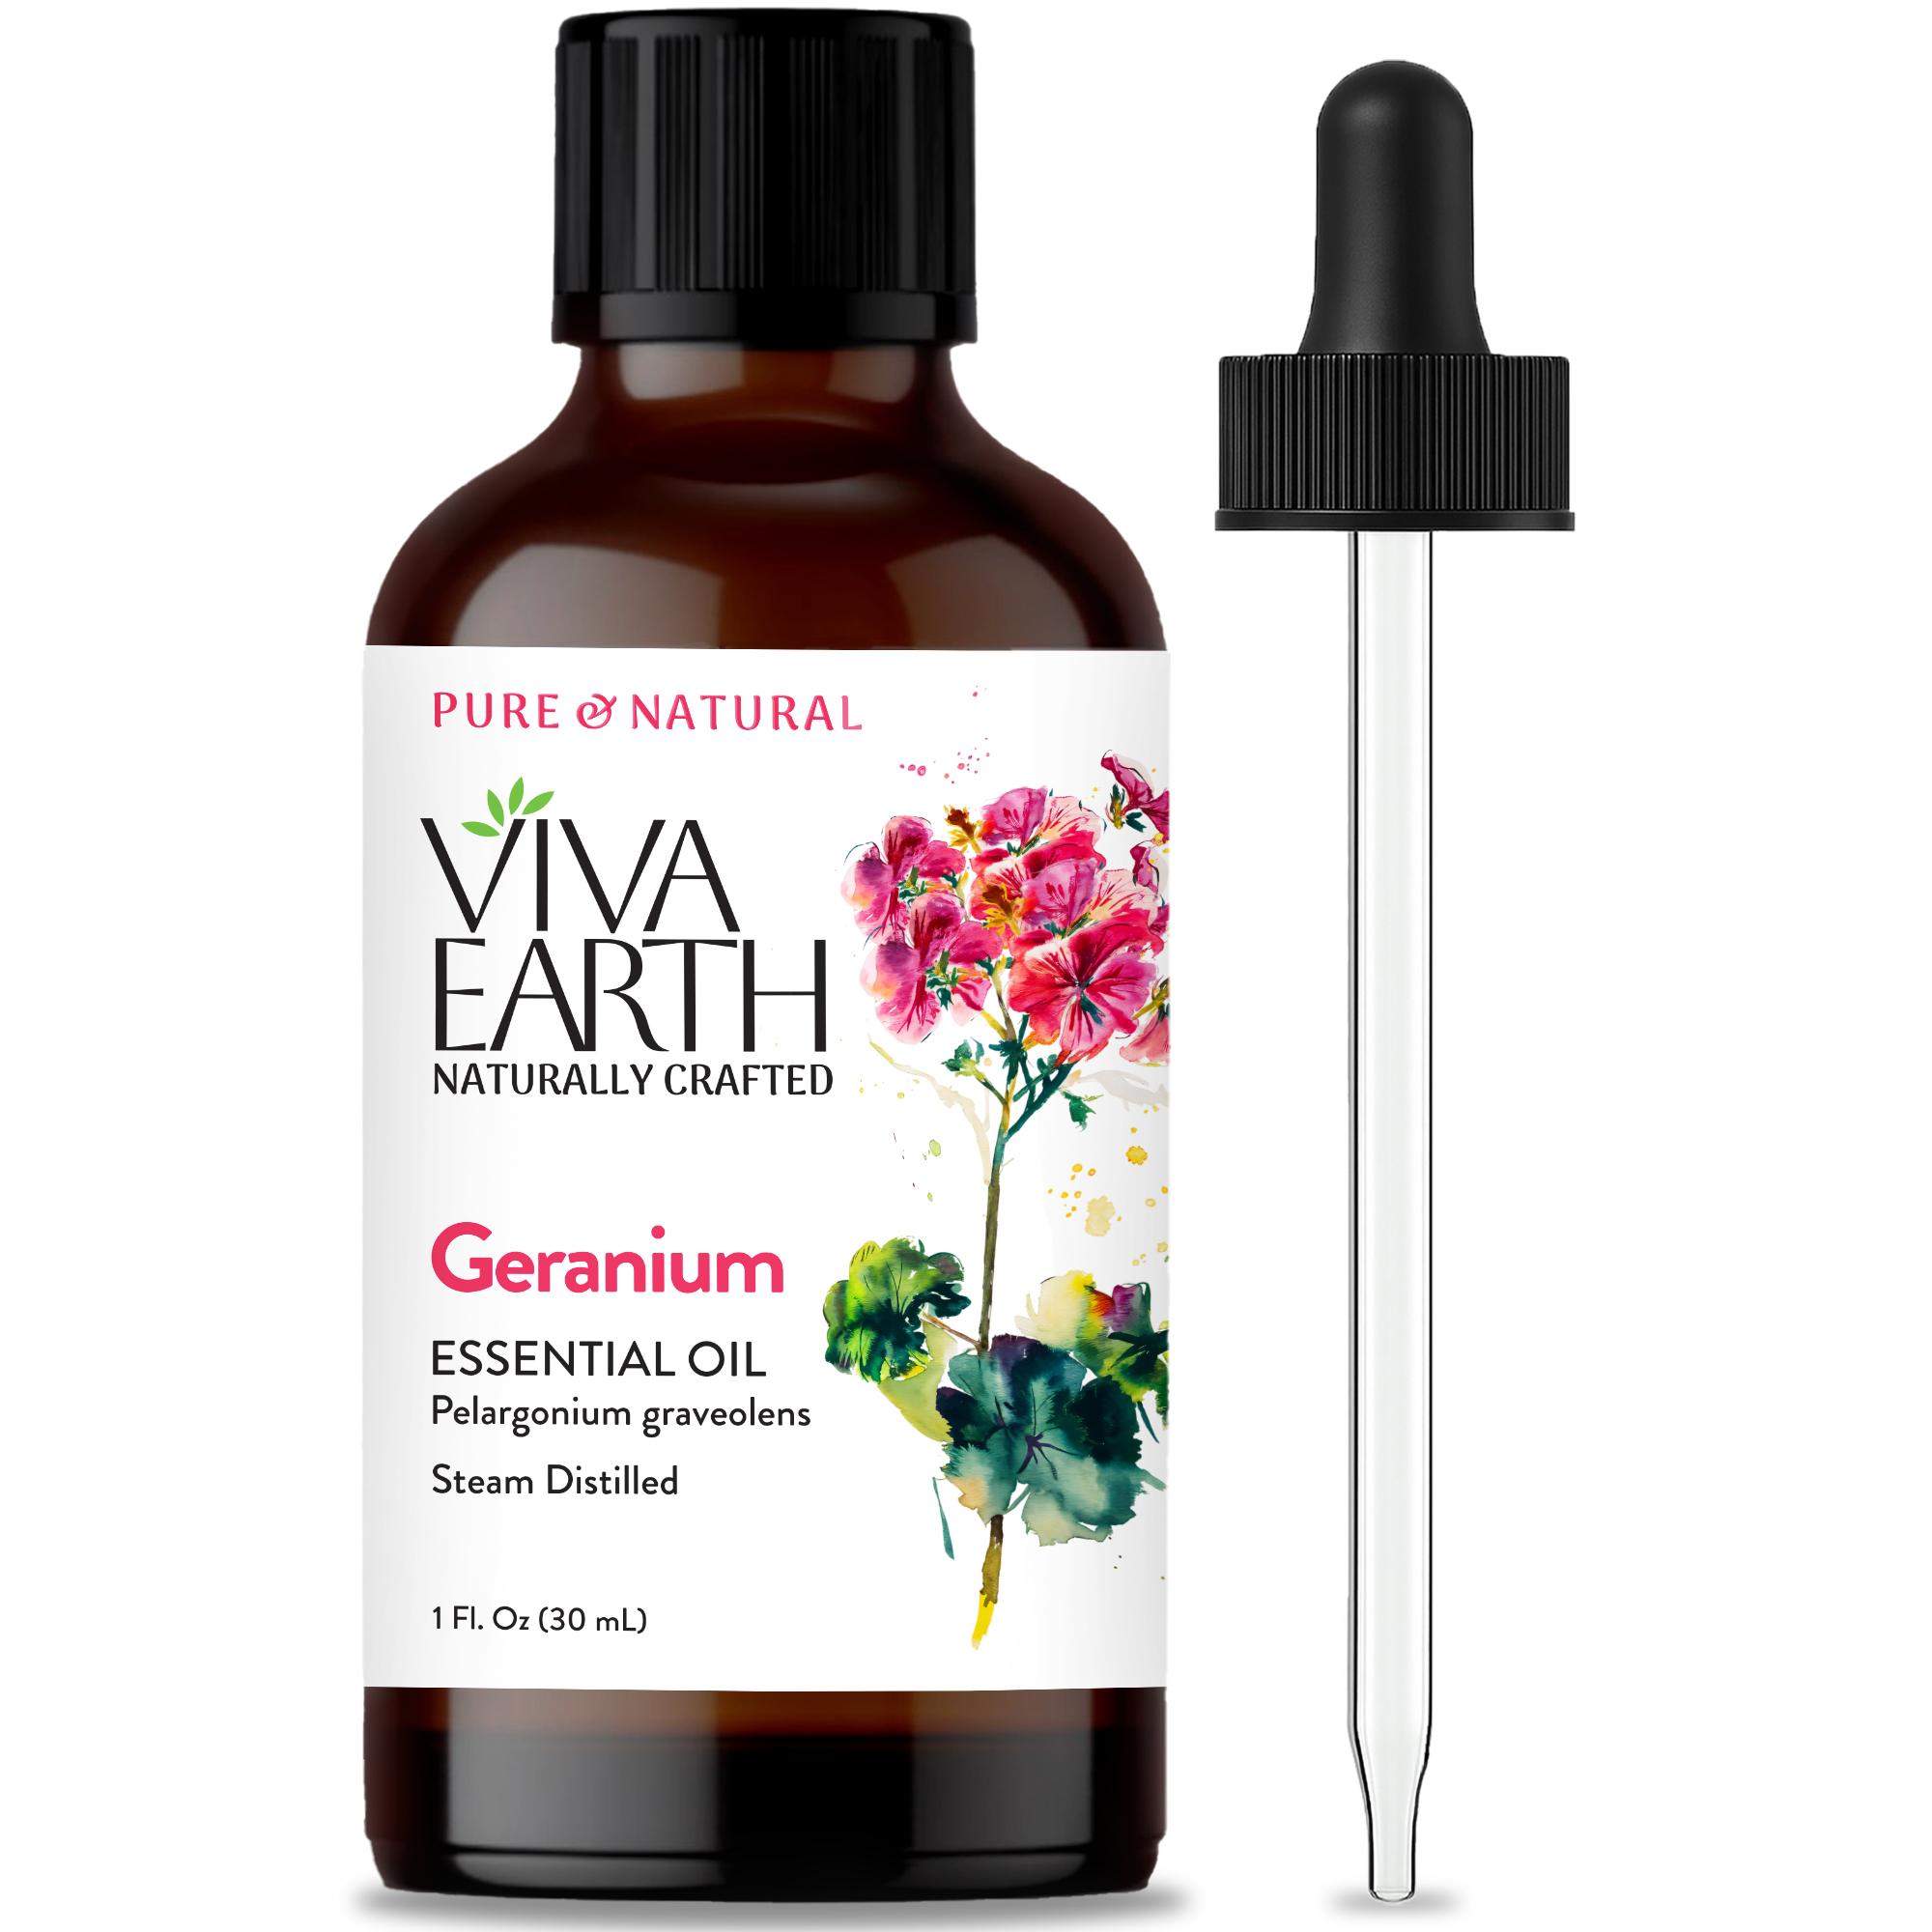 PURE & NATURAL
VIVA
EARTH
NATURALLY CRAFTED
Geranium
ESSENTIAL OIL
Pelargonium graveolens
Steam Distilled
1 Fl. Oz (30 mL)